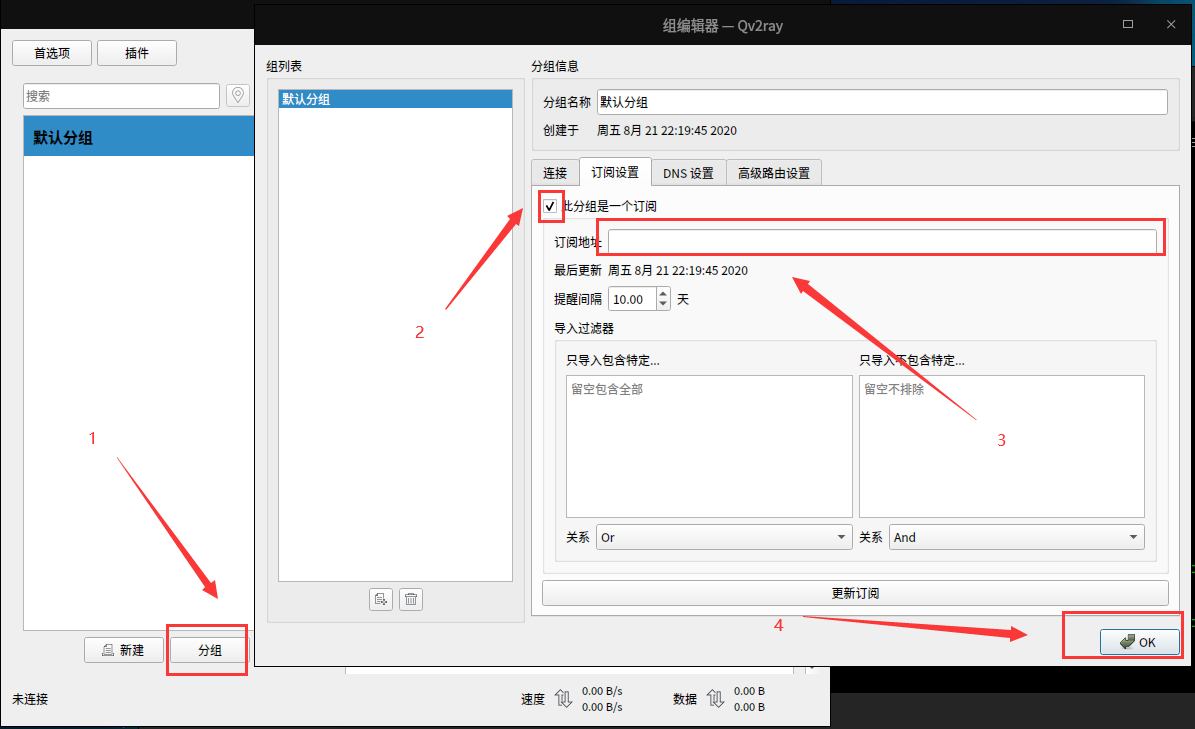 组编辑器 — Qv2ray
首选项
插件
搜索
默认分组
组列表
默认分组
分组信息
分组名称 默认分组
创建于 周五 8月 21 22:19:45 2020
连接 订阅设置 DNS 设置 高级路由设置
此分组是一个订阅
订阅地址
最后更新 周五 8月 21 22:19:45 2020
提醒间隔 10.00 天
导入过滤器
只导入包含特定... 只导入不包含特定...
留空包含全部 留空不排除
关系 Or 关系 And
更新订阅
OK
1
2
3
4
新建
分组
未连接
速度 0.00 B/s
0.00 B/s
数据 0.00 B
0.00 B